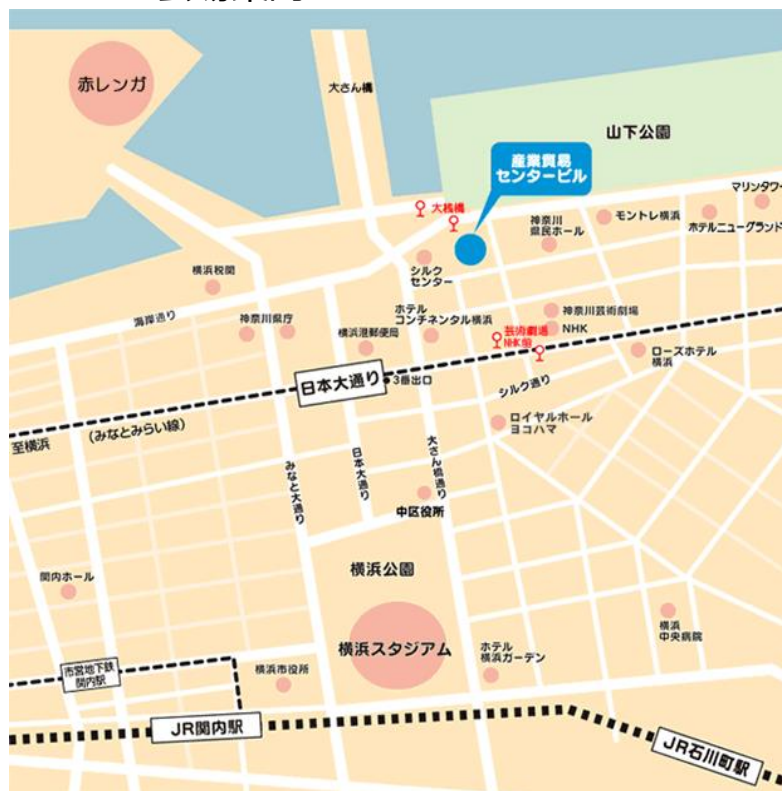 赤レンガ
大さん橋
山下公園
産業貿易
センタービル
マリンタワー
大桟橋
神奈川
県民ホール
モントレ横浜
ホテルニューグランド
シルク
センター
横浜税関
海岸通り
神奈川県庁
横浜港郵便局
ホテル
コンチネンタル横浜
神奈川芸術劇場
NHK
芸術劇場
NHK前
ローズホテル
横浜
日本大通り
3番出口
シルク通り
ロイヤルホール
ヨコハマ
至横浜
(みなとみらい線)
みなと大通り
日本大通り
大さん橋通り
中区役所
関内ホール
横浜公園
横浜スタジアム
横浜
中央病院
ホテル
横浜ガーデン
市営地下鉄
関内駅
横浜市役所
JR関内駅
JR石川町駅